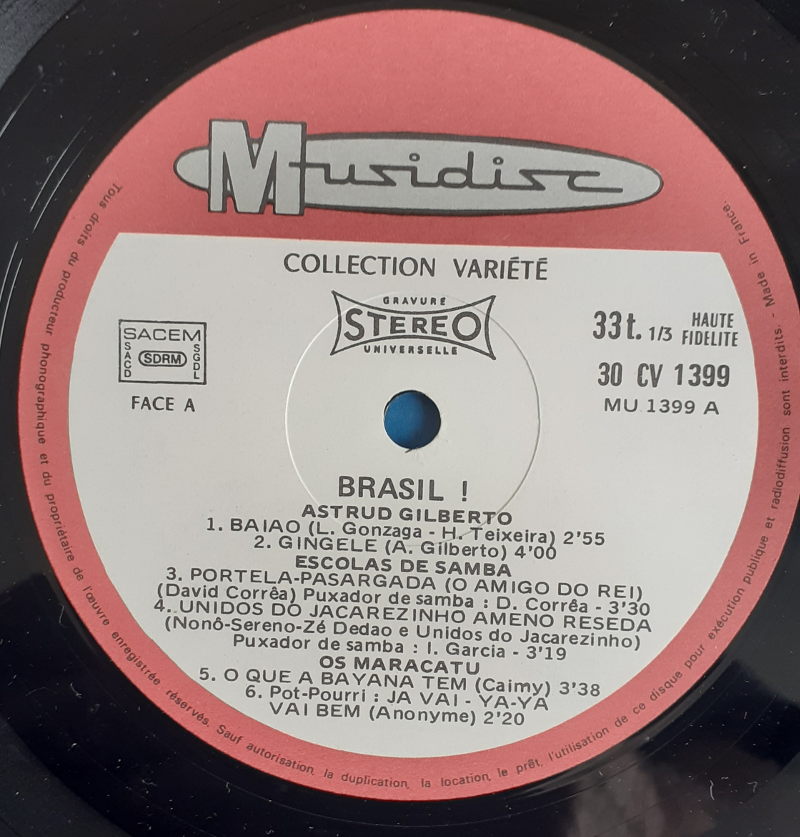 Musidisc
COLLECTION VARIÉTÉ
GRAVURE
STEREO
UNIVERSELLE
SACEM
SACD
SDRM
SGDL
FACE A
33t. 1/3 HAUTE FIDELITE
30 CV 1399
MU 1399 A
BRASIL !
ASTRUD GILBERTO
1. BAIAO (L. Gonzaga - H. Teixeira) 2'55
2. GINGELE (A. Gilberto) 4'00
ESCOLAS DE SAMBA
3. PORTELA-PASARGADA (O AMIGO DO REI)
(David Corrêa) Puxador de samba : D. Corrêa - 3'30
4. UNIDOS DO JACAREZINHO AMENO RESEDA
(Nonô-Sereno-Zé Dedao e Unidos do Jacarezinho)
Puxador de samba : I. Garcia - 3'19
OS MARACATU
5. O QUE A BAYANA TEM (Caimy) 3'38
6. Pot-Pourri : JA VAI - YA-YA
VAI BEM (Anonyme) 2'20
Tous droits du producteur phonographique et du propriétaire de l'œuvre enregistrée réservés. Sauf autorisation, la duplication, la location, le prêt, l'utilisation de ce disque pour exécution publique et radiodiffusion sont interdits. - Made in France.